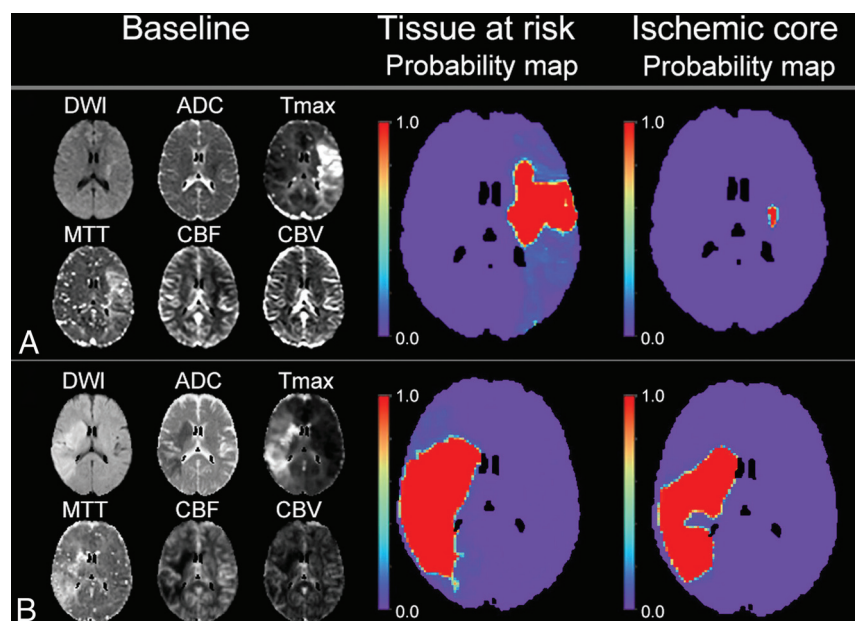 Baseline
Tissue at risk
Probability map
Ischemic core
Probability map
DWI ADC Tmax
MTT CBF CBV
A
1.0
0.0
1.0
0.0
DWI ADC Tmax
MTT CBF CBV
B
1.0
0.0
1.0
0.0